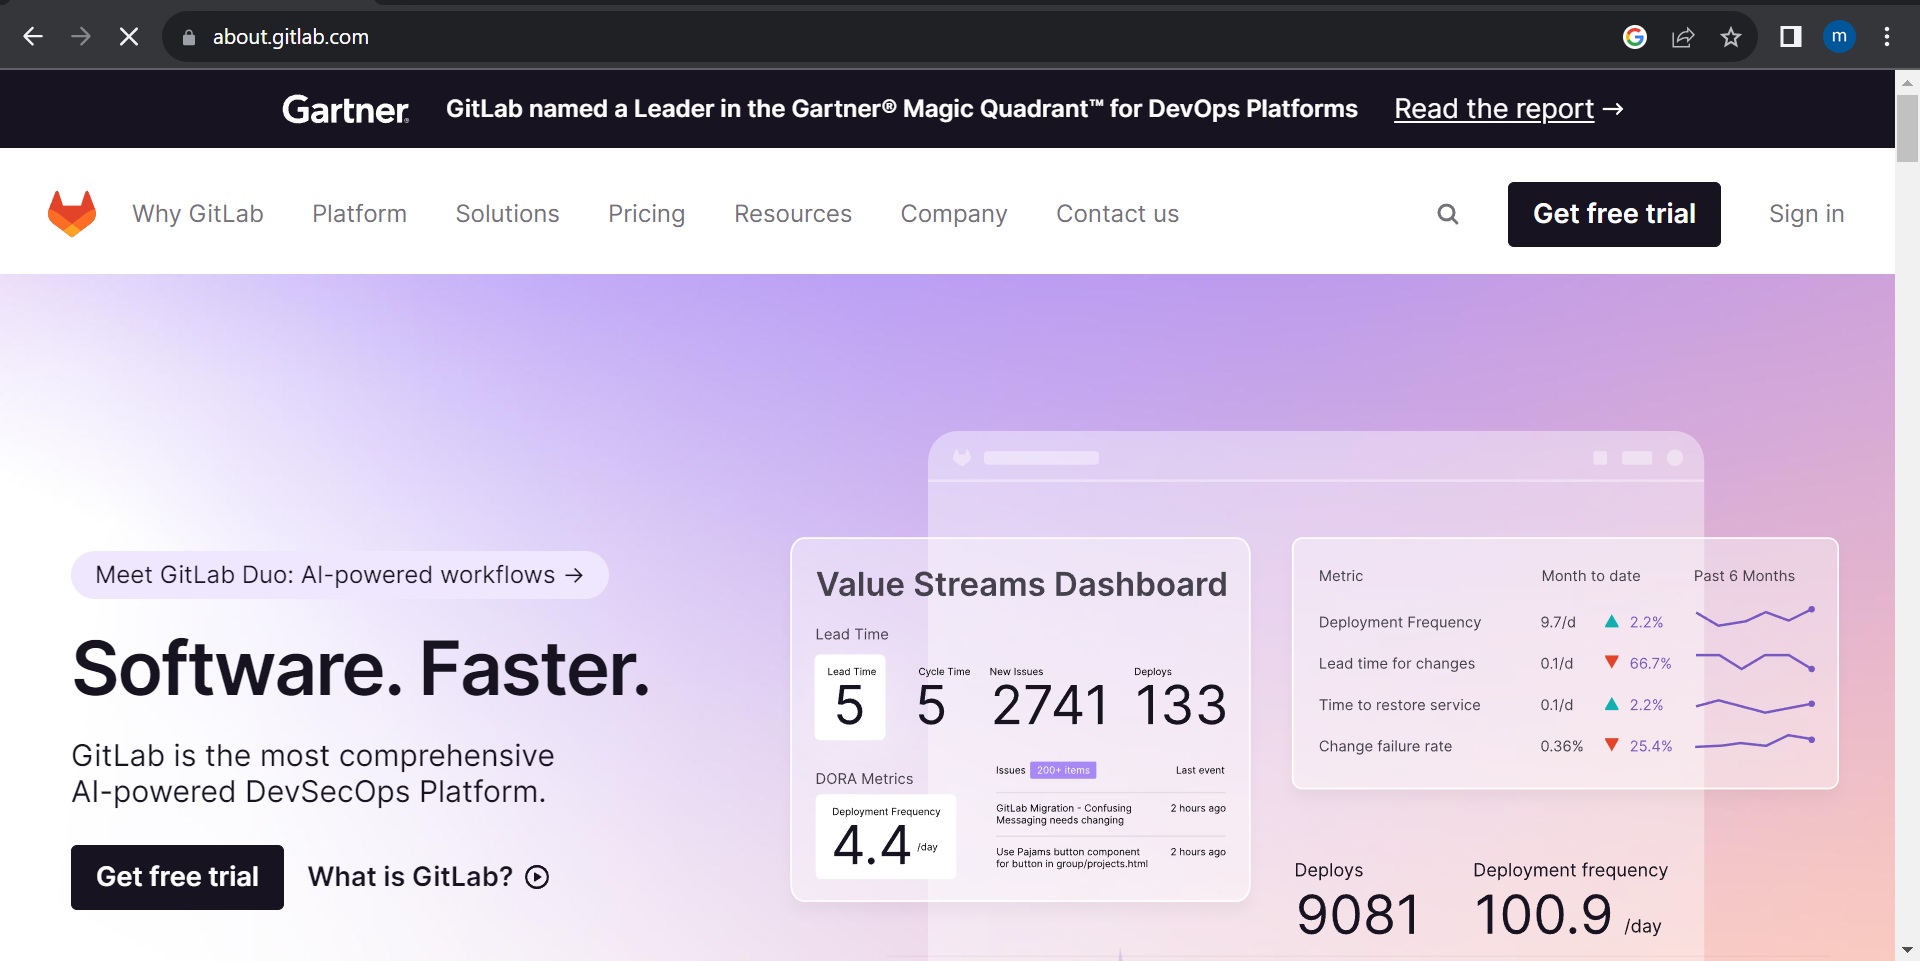 about.gitlab.com
m
Gartner
GitLab named a Leader in the Gartner® Magic Quadrant™ for DevOps Platforms
Read the report →
Why GitLab
Platform
Solutions
Pricing
Resources
Company
Contact us
Get free trial
Sign in
Meet GitLab Duo: AI-powered workflows →
Software. Faster.
GitLab is the most comprehensive
AI-powered DevSecOps Platform.
Get free trial
What is GitLab?
Value Streams Dashboard
Lead Time
Lead Time
5
Cycle Time
5
New Issues
2741
Deploys
133
DORA Metrics
Deployment Frequency
4.4 /day
Issues 200+ items Last event
GitLab Migration - Confusing
Messaging needs changing
2 hours ago
Use Pajams button component
for button in group/projects.html
2 hours ago
Metric Month to date Past 6 Months
Deployment Frequency 9.7/d 2.2%
Lead time for changes 0.1/d 66.7%
Time to restore service 0.1/d 2.2%
Change failure rate 0.36% 25.4%
Deploys
9081
Deployment frequency
100.9 /day